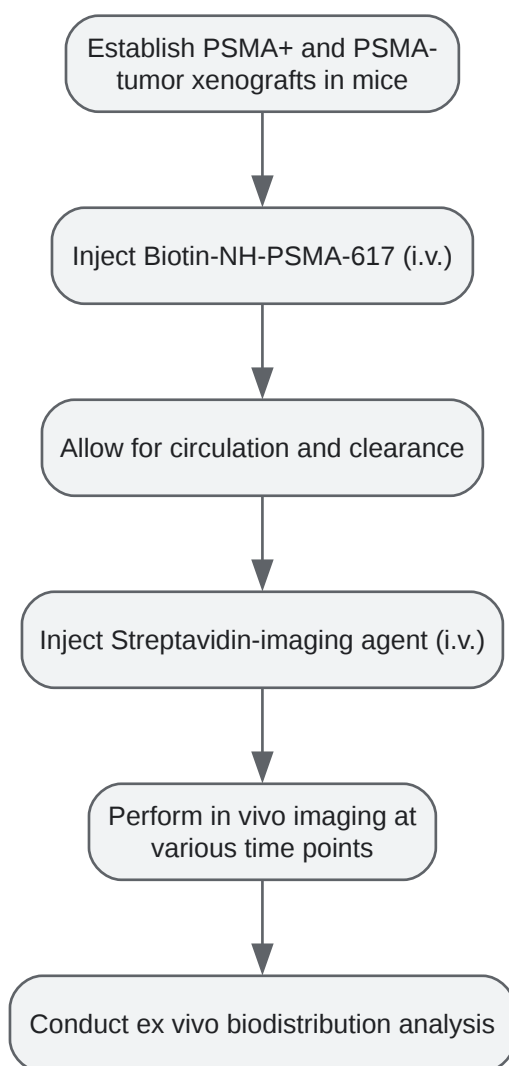 Establish PSMA+ and PSMA-
tumor xenografts in mice
Inject Biotin-NH-PSMA-617 (i.v.)
Allow for circulation and clearance
Inject Streptavidin-imaging agent (i.v.)
Perform in vivo imaging at
various time points
Conduct ex vivo biodistribution analysis